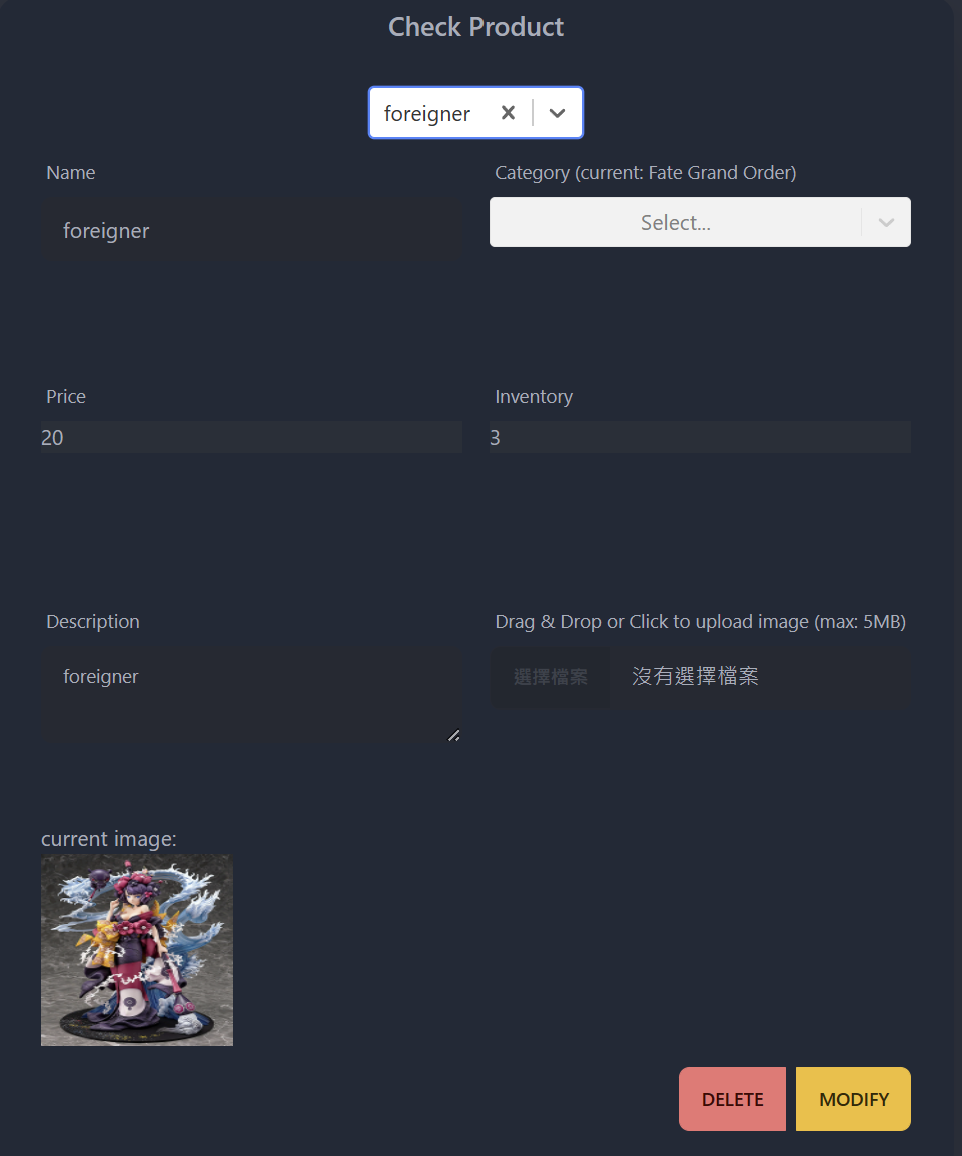 Check Product
foreigner
Name
Category (current: Fate Grand Order)
foreigner
Select...
Price
Inventory
20
3
Description
Drag & Drop or Click to upload image (max: 5MB)
foreigner
選擇檔案 沒有選擇檔案
current image:
DELETE MODIFY